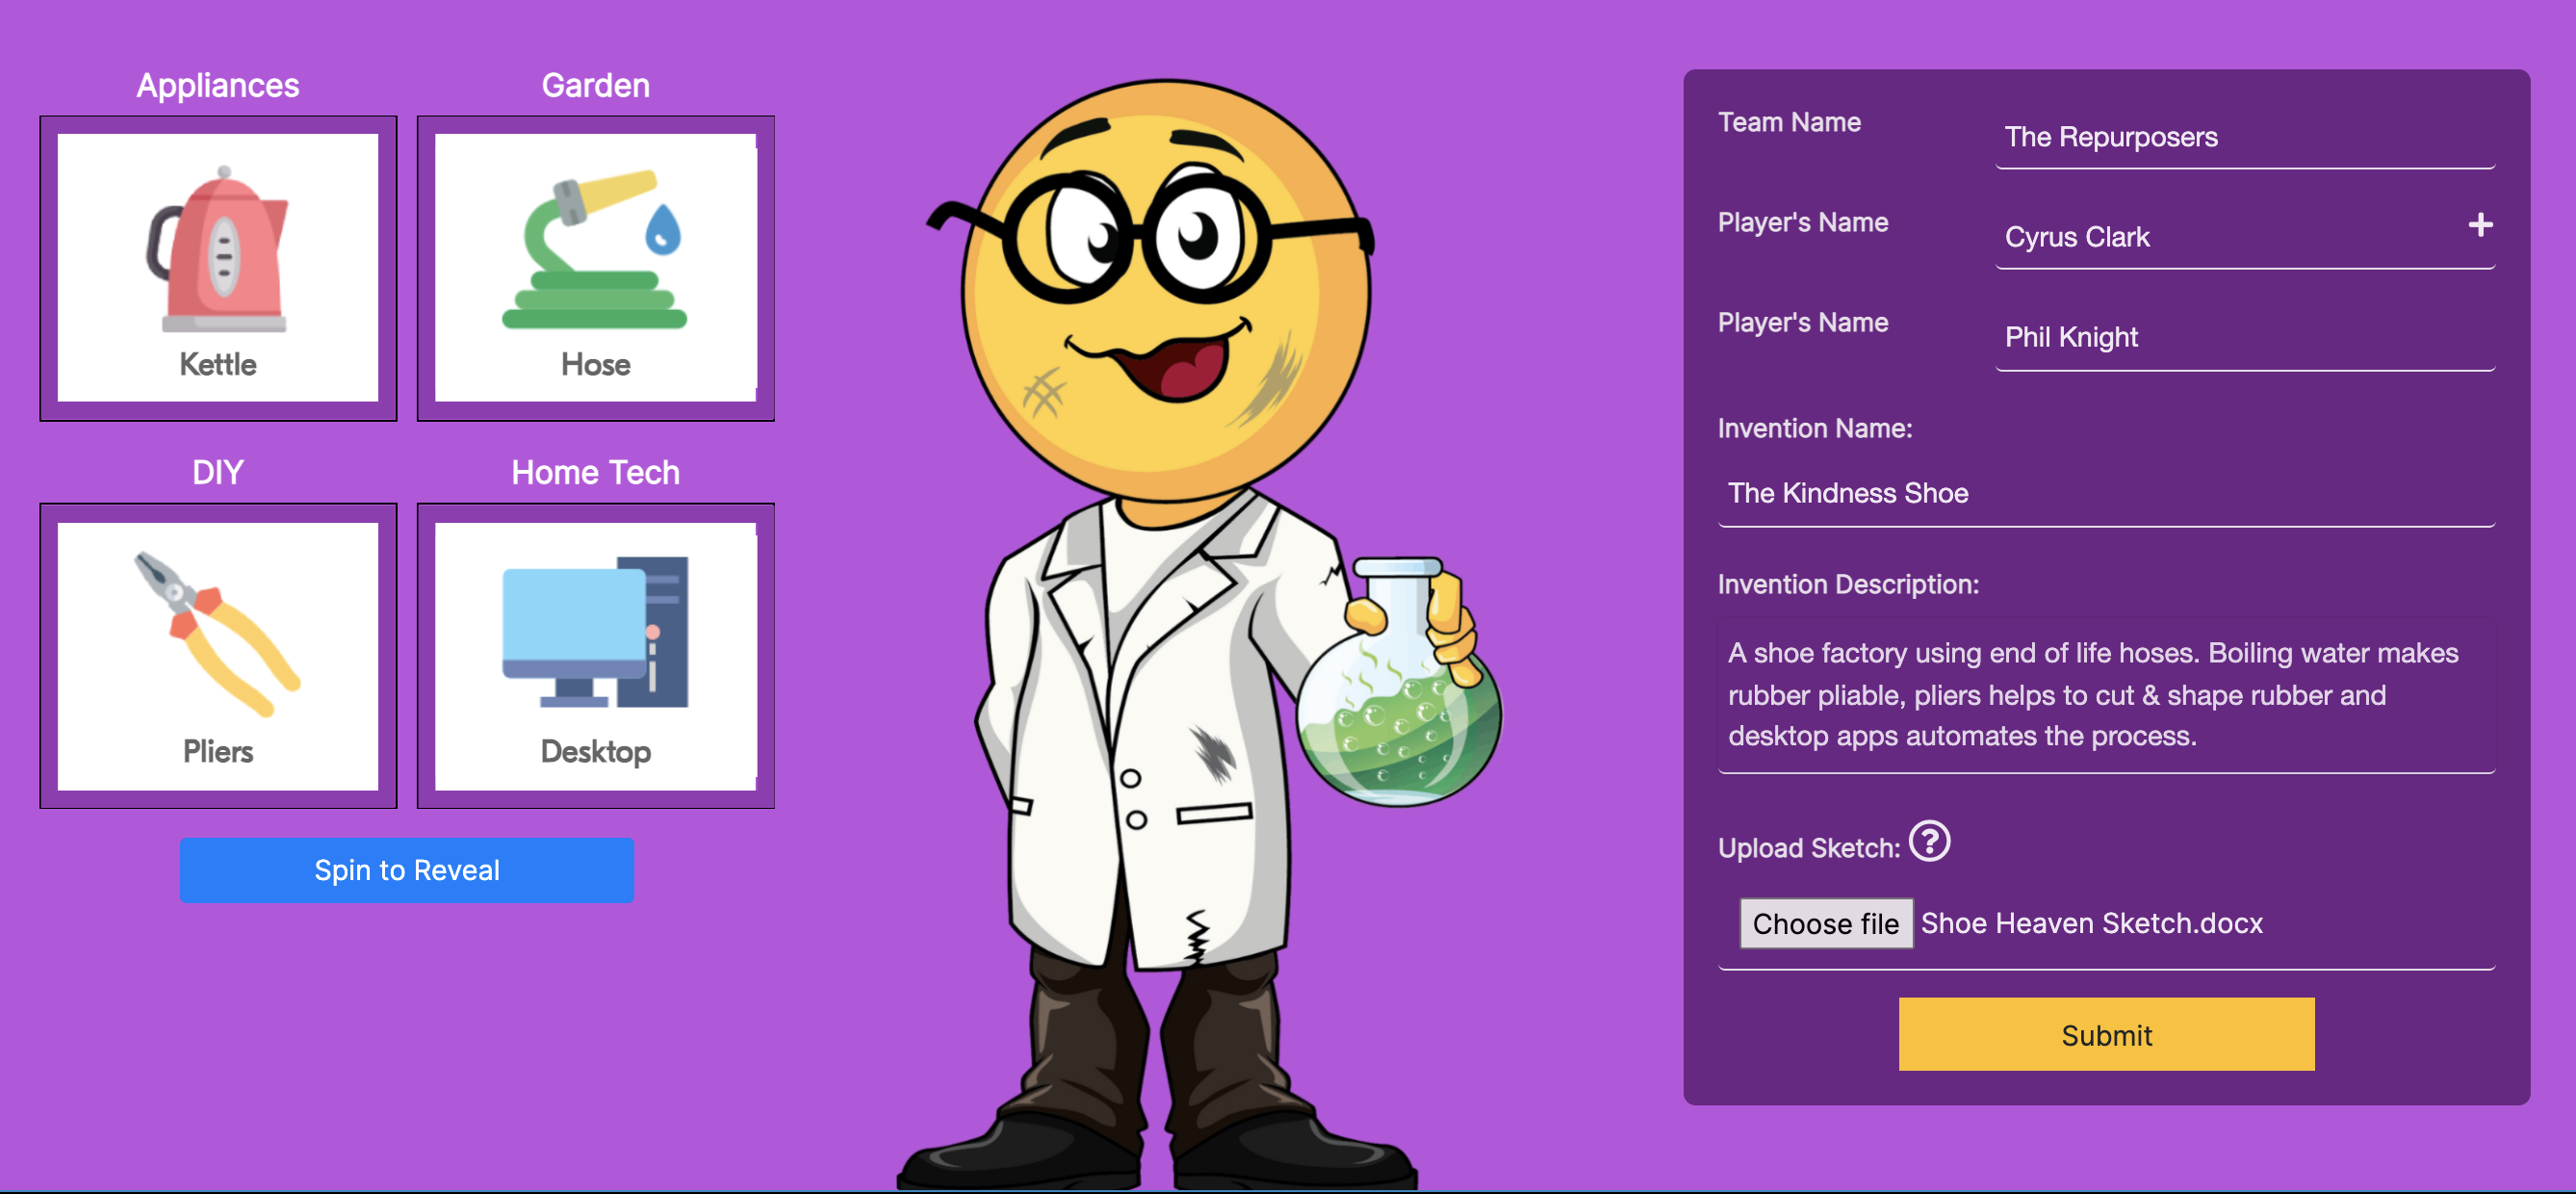 Appliances
Garden
Kettle
Hose
DIY
Home Tech
Pliers
Desktop
Spin to Reveal
Team Name
The Repurposers
Player's Name
Cyrus Clark
Player's Name
Phil Knight
Invention Name:
The Kindness Shoe
Invention Description:
A shoe factory using end of life hoses. Boiling water makes
rubber pliable, pliers helps to cut & shape rubber and
desktop apps automates the process.
Upload Sketch:
Choose file Shoe Heaven Sketch.docx
Submit